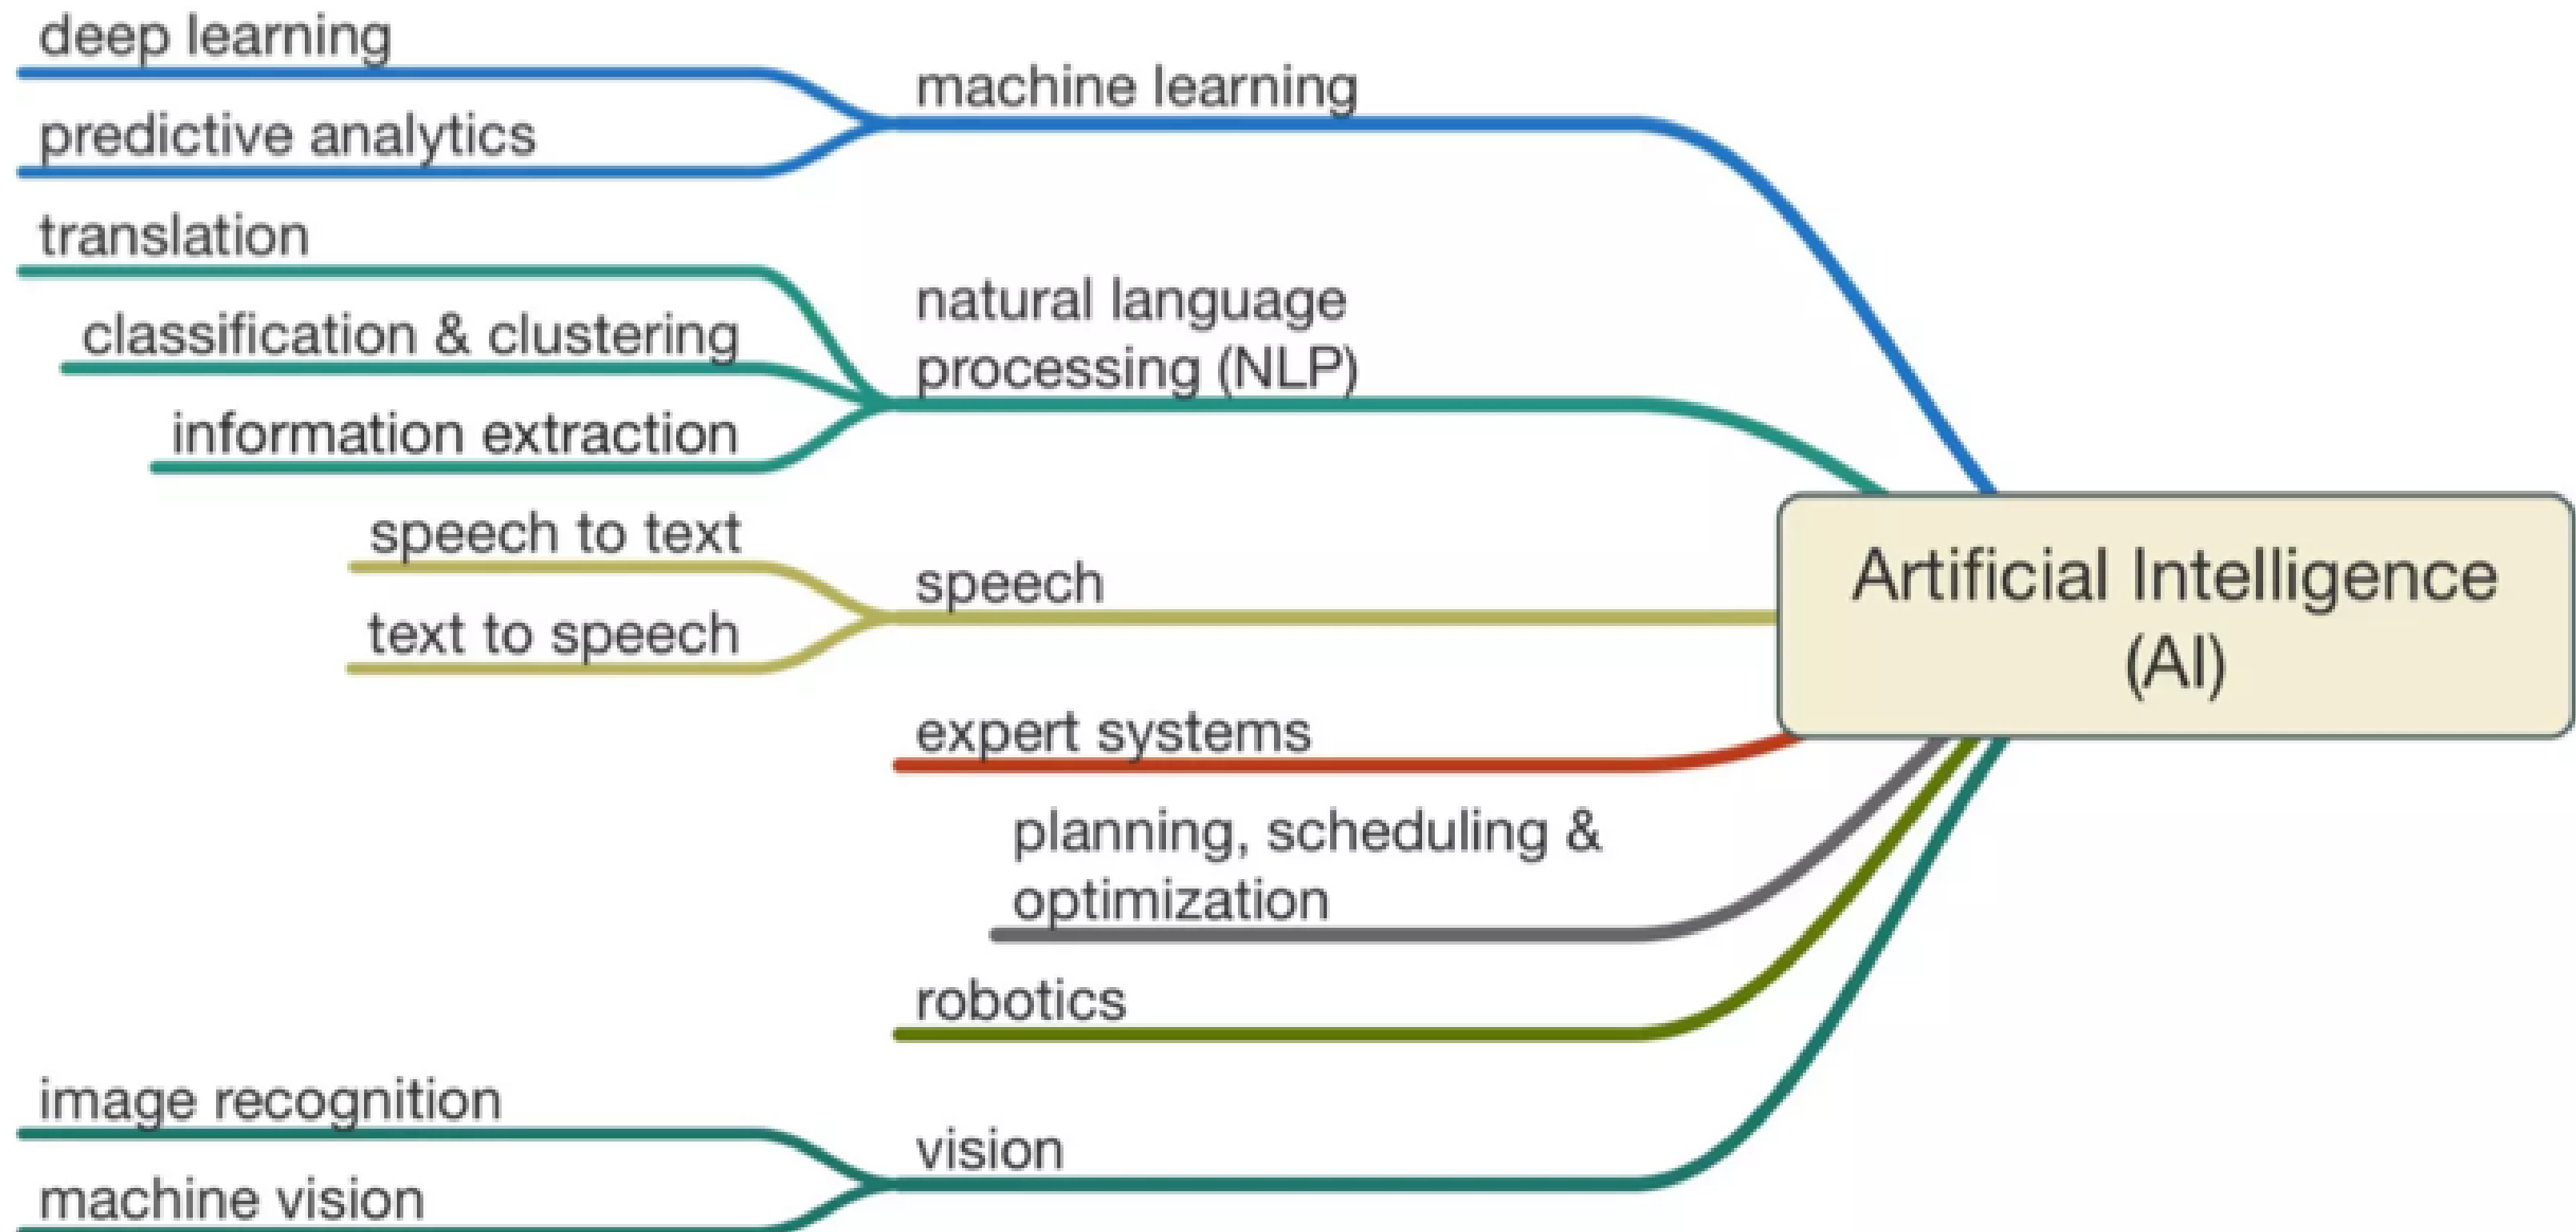 deep learning
machine learning
predictive analytics
translation
natural language
processing (NLP)
classification & clustering
information extraction
speech to text
speech
text to speech
Artificial Intelligence
(AI)
expert systems
planning, scheduling &
optimization
robotics
image recognition
vision
machine vision